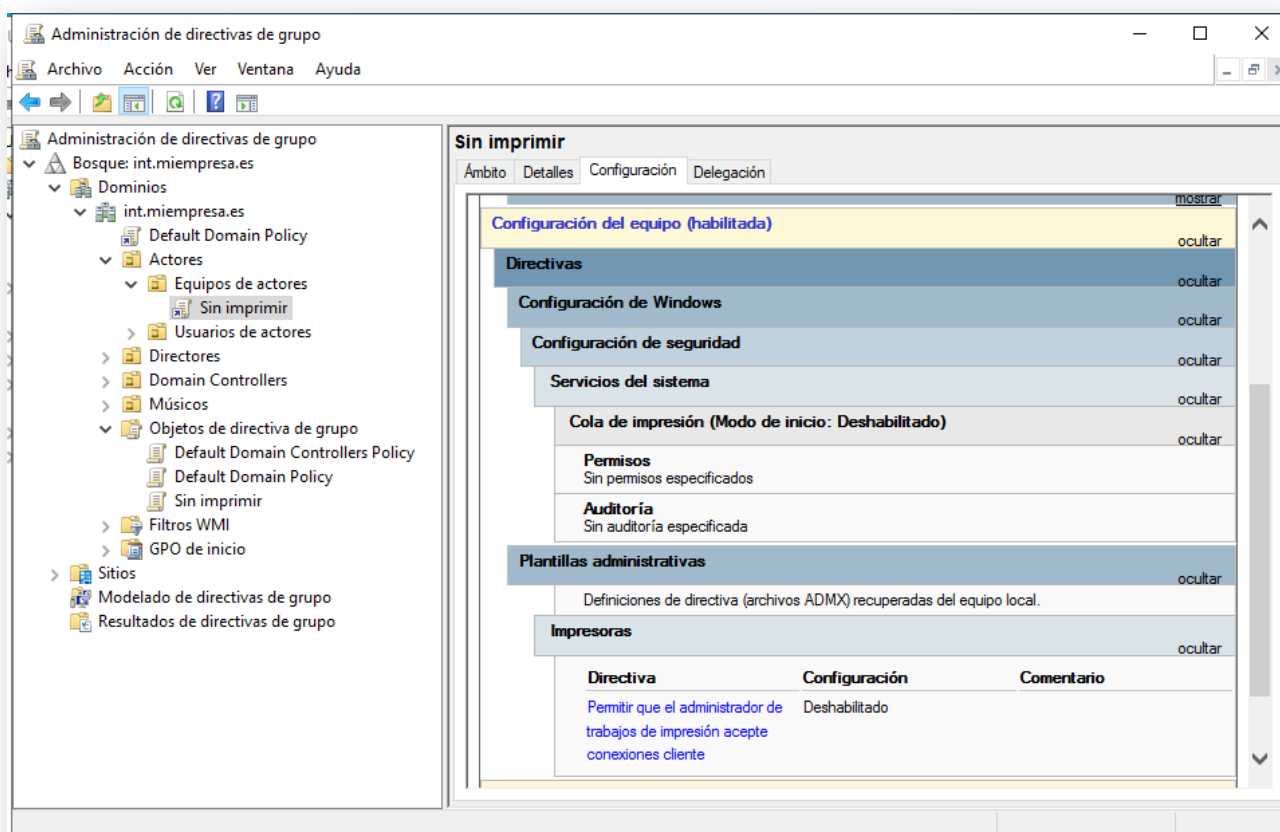 Administración de directivas de grupo
Archivo Acción Ver Ventana Ayuda
Administración de directivas de grupo
Bosque: int.miempresa.es
Dominios
int.miempresa.es
Default Domain Policy
Actores
Equipos de actores
Sin imprimir
Usuarios de actores
Directores
Domain Controllers
Músicos
Objetos de directiva de grupo
Default Domain Controllers Policy
Default Domain Policy
Sin imprimir
Filtros WMI
GPO de inicio
Sitios
Modelado de directivas de grupo
Resultados de directivas de grupo
Sin imprimir
Ámbito Detalles Configuración Delegación
mostrar
Configuración del equipo (habilitada)
ocultar
Directivas
ocultar
Configuración de Windows
ocultar
Configuración de seguridad
ocultar
Servicios del sistema
ocultar
Cola de impresión (Modo de inicio: Deshabilitado)
ocultar
Permisos
Sin permisos especificados
Auditoría
Sin auditoría especificada
Plantillas administrativas
ocultar
Definiciones de directiva (archivos ADMX) recuperadas del equipo local.
Impresoras
ocultar
Directiva Configuración Comentario
Permitir que el administrador de Deshabilitado
trabajos de impresión acepte
conexiones cliente